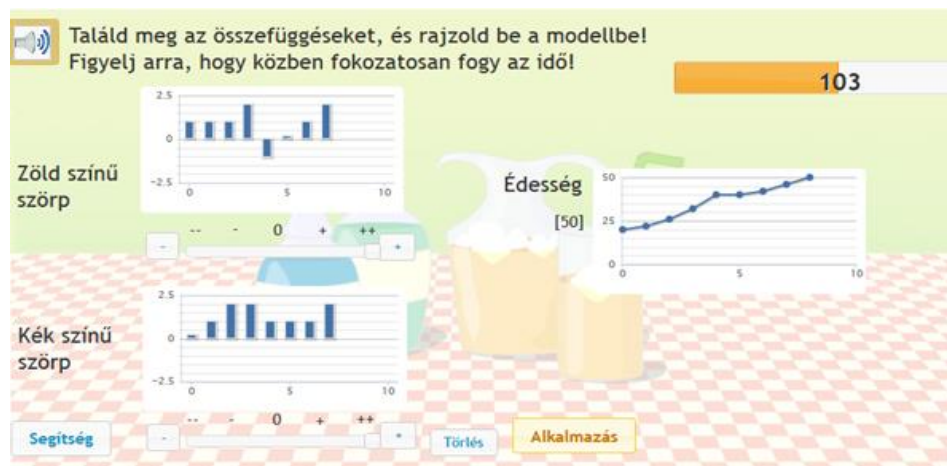 Találd meg az összefüggéseket, és rajzold be a modellbe!
Figyelj arra, hogy közben fokozatosan fogy az idő!
103
2.5
0
-2.5
0 5 10
Zöld színű
szörp
-- - 0 + ++
- +
Édesség
[50]
50
25
0
0 5 10
2.5
0
-2.5
0 5 10
Kék színű
szörp
-- - 0 + ++
- +
Segítség
Törlés
Alkalmazás